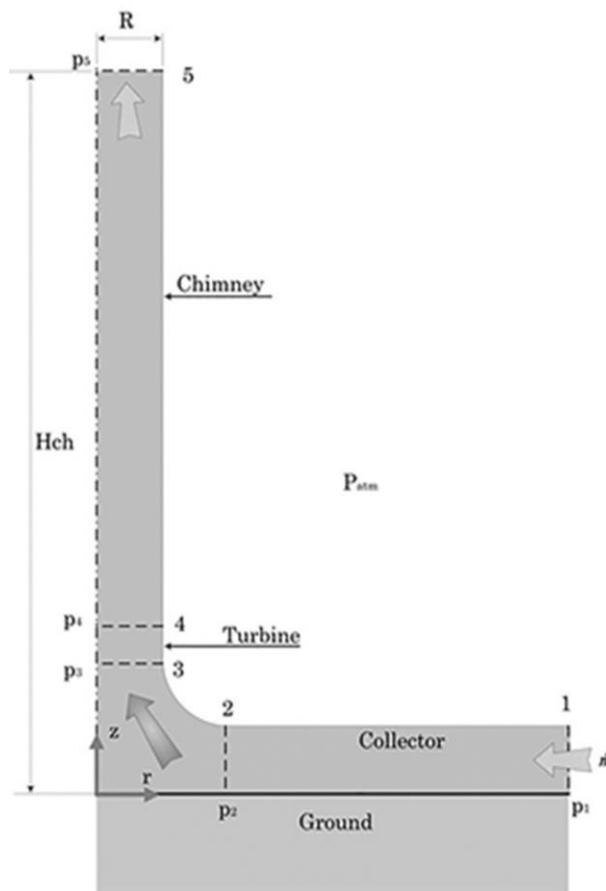 R
p5
5
Chimney
Hch
Patm
p4
4
Turbine
p3
3
2
1
z
Collector
ṁ
r
p2
p1
Ground